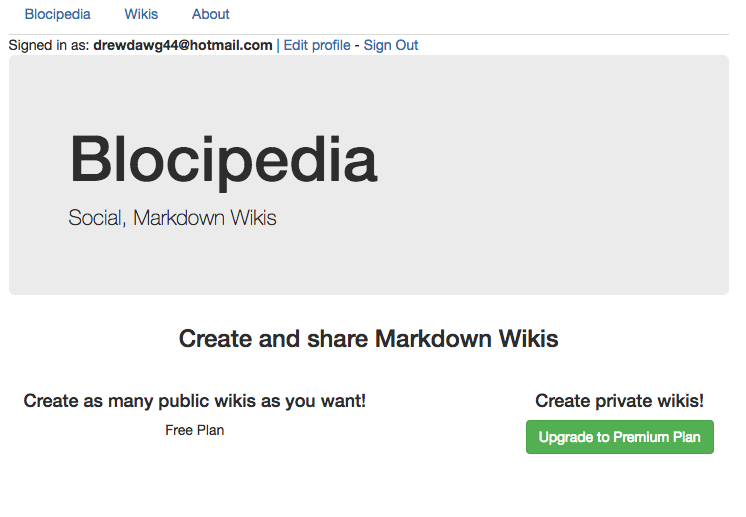 Blocipedia Wikis About
Signed in as: drewdawg44@hotmail.com | Edit profile - Sign Out
Blocipedia
Social, Markdown Wikis
Create and share Markdown Wikis
Create as many public wikis as you want!
Free Plan
Create private wikis!
Upgrade to Premium Plan